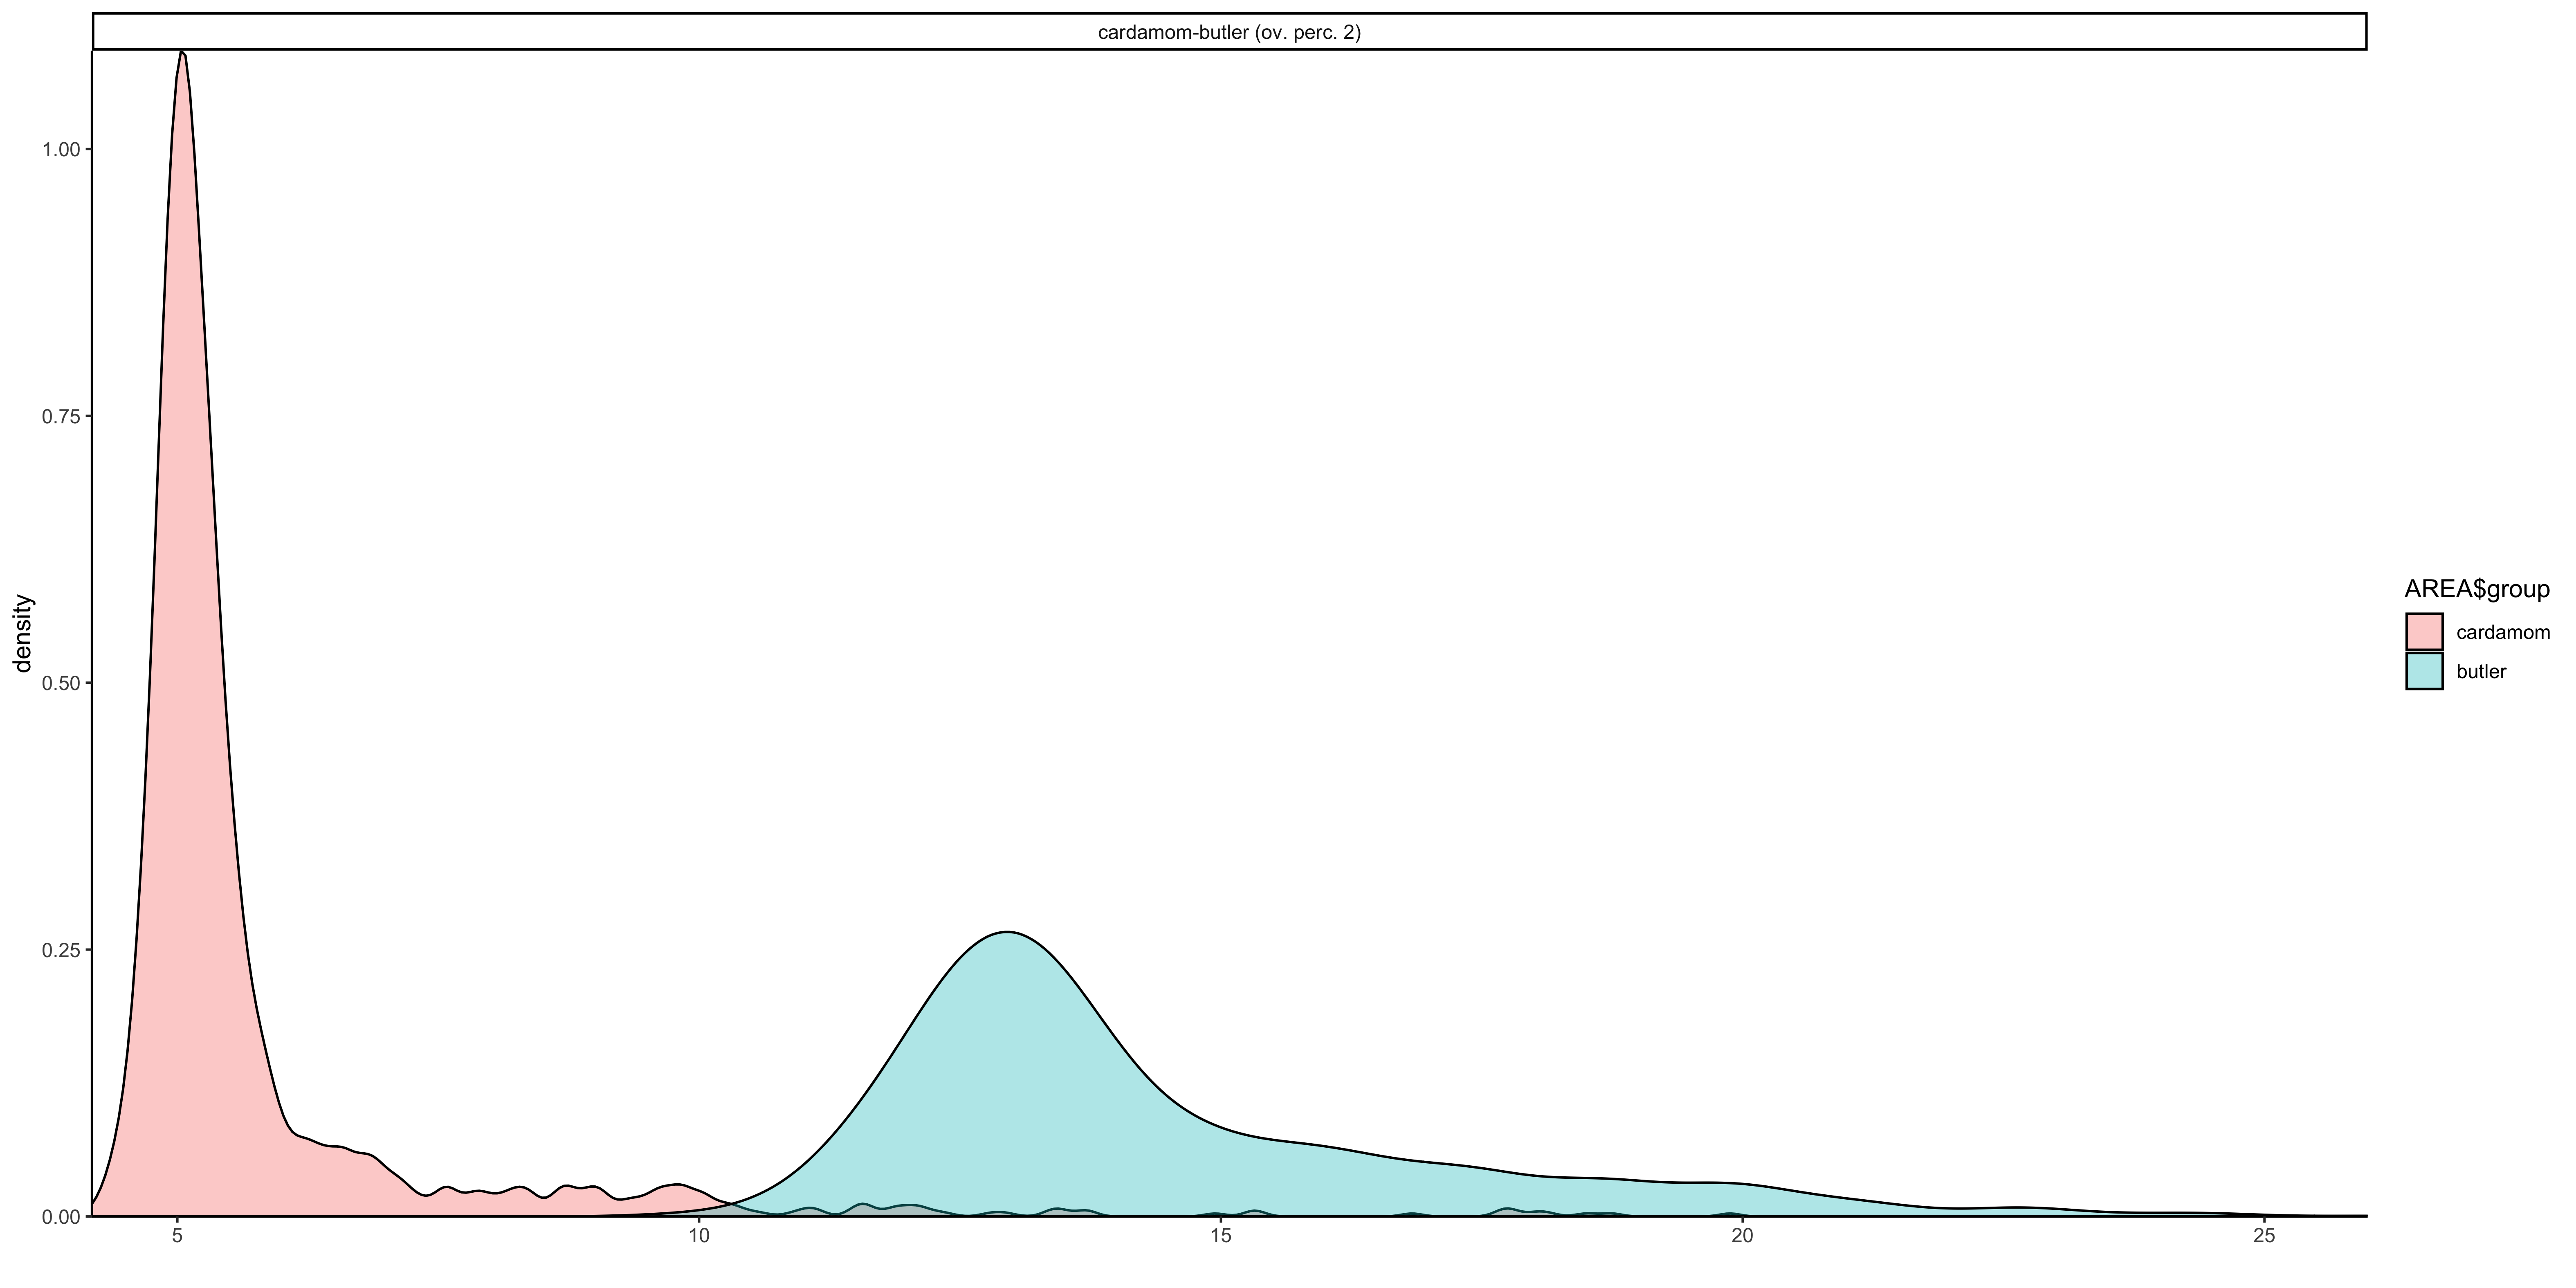 cardamom-butler (ov. perc. 2)
1.00
0.75
0.50
0.25
0.00
density
5
10
15
20
25
AREA$group
cardamom
butler